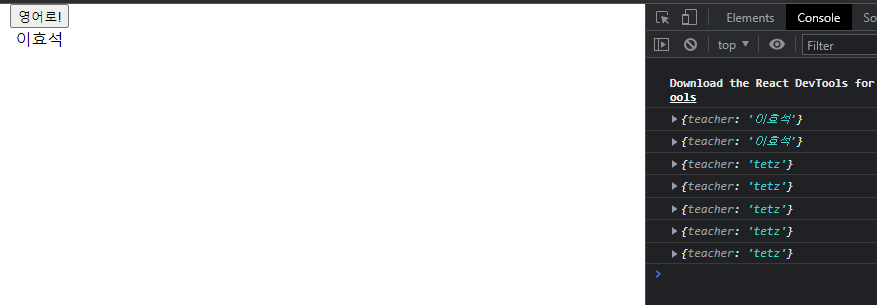 영어로!
이효석
Elements Console So
top ▼ Filter
Download the React DevTools for
ools
▶ {teacher: '이효석'}
▶ {teacher: '이효석'}
▶ {teacher: 'tetz'}
▶ {teacher: 'tetz'}
▶ {teacher: 'tetz'}
▶ {teacher: 'tetz'}
▶ {teacher: 'tetz'}
>